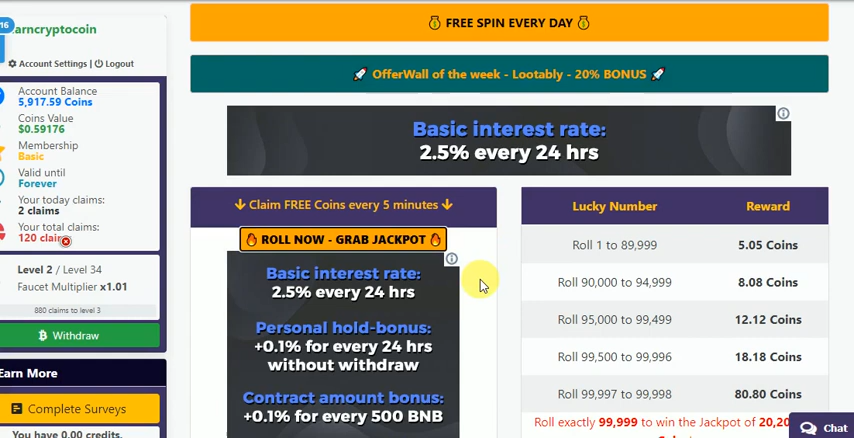 FREE SPIN EVERY DAY
OfferWall of the week - Lootably - 20% BONUS
16
arncryptocoin
Account Settings | Logout
Account Balance
5,917.59 Coins
Coins Value
$0.59176
Membership
Basic
Valid until
Forever
Your today claims:
2 claims
Your total claims:
120
Level 2 / Level 34
Faucet Multiplier x1.01
880 claims to level 3
Withdraw
Earn More
Complete Surveys
You have 0.00 credits.
Basic interest rate:
2.5% every 24 hrs
Claim FREE Coins every 5 minutes
ROLL NOW - GRAB JACKPOT
Basic interest rate:
2.5% every 24 hrs
Personal hold-bonus:
+0.1% for every 24 hrs
without withdraw
Contract amount bonus:
+0.1% for every 500 BNB
Lucky Number Reward
Roll 1 to 89,999 5.05 Coins
Roll 90,000 to 94,999 8.08 Coins
Roll 95,000 to 99,499 12.12 Coins
Roll 99,500 to 99,996 18.18 Coins
Roll 99,997 to 99,998 80.80 Coins
Roll exactly 99,999 to win the Jackpot of 20,20
Chat